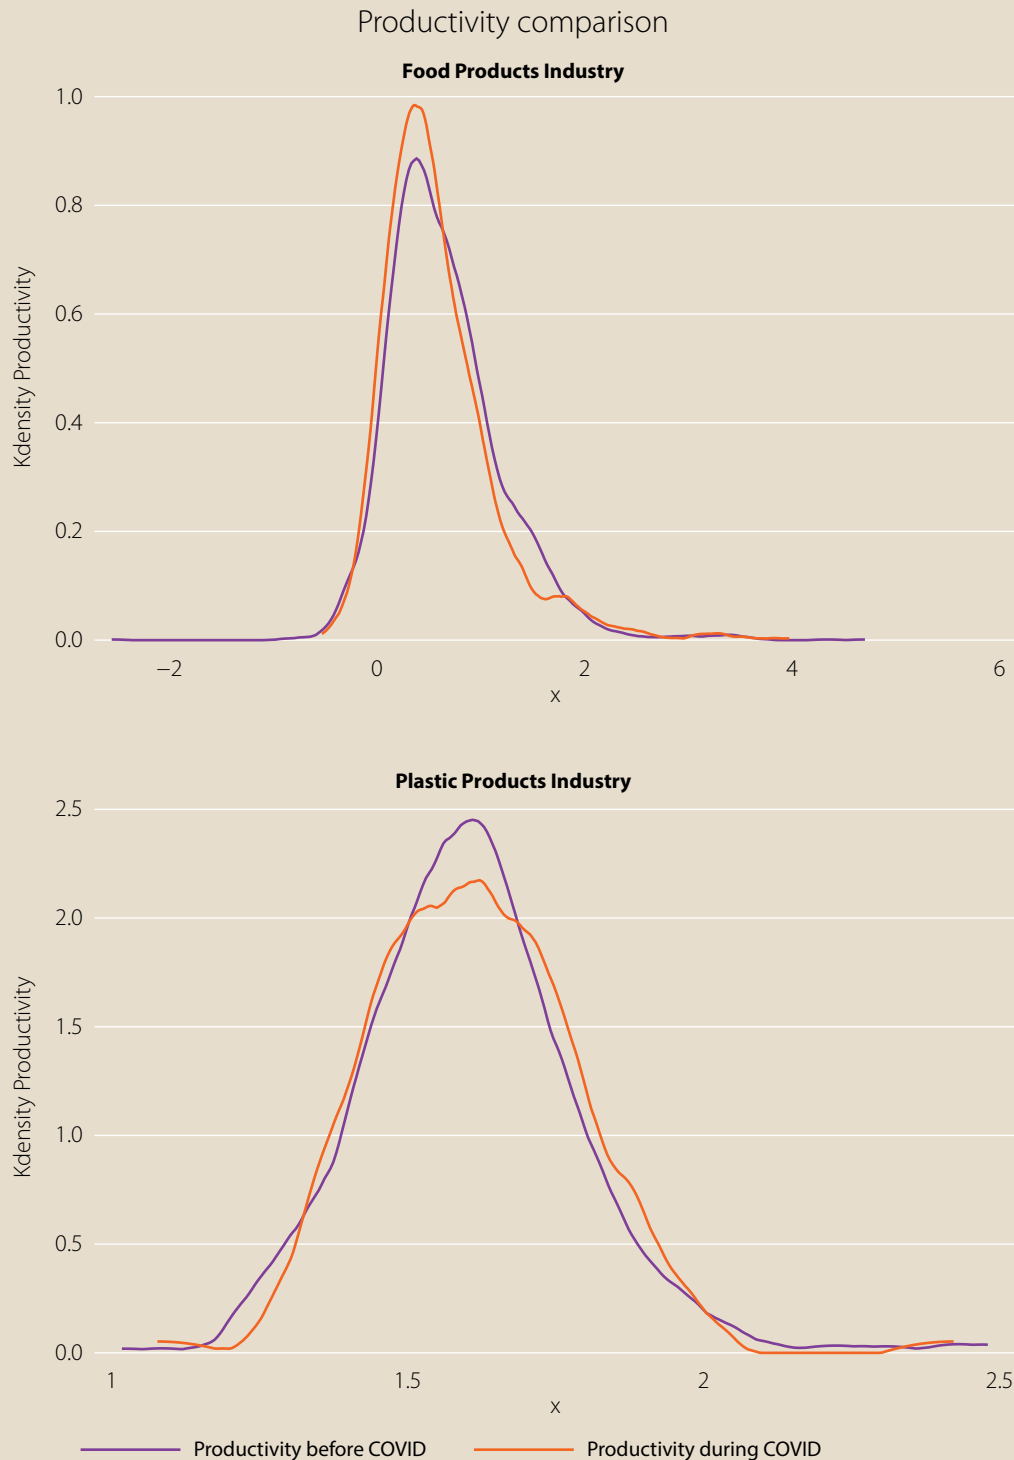 Productivity comparison
Food Products Industry
Kdensity Productivity
1.0
0.8
0.6
0.4
0.2
0.0
−2 0 2 4 6
x
Plastic Products Industry
Kdensity Productivity
2.5
2.0
1.5
1.0
0.5
0.0
1 1.5 2 2.5
x
Productivity before COVID Productivity during COVID